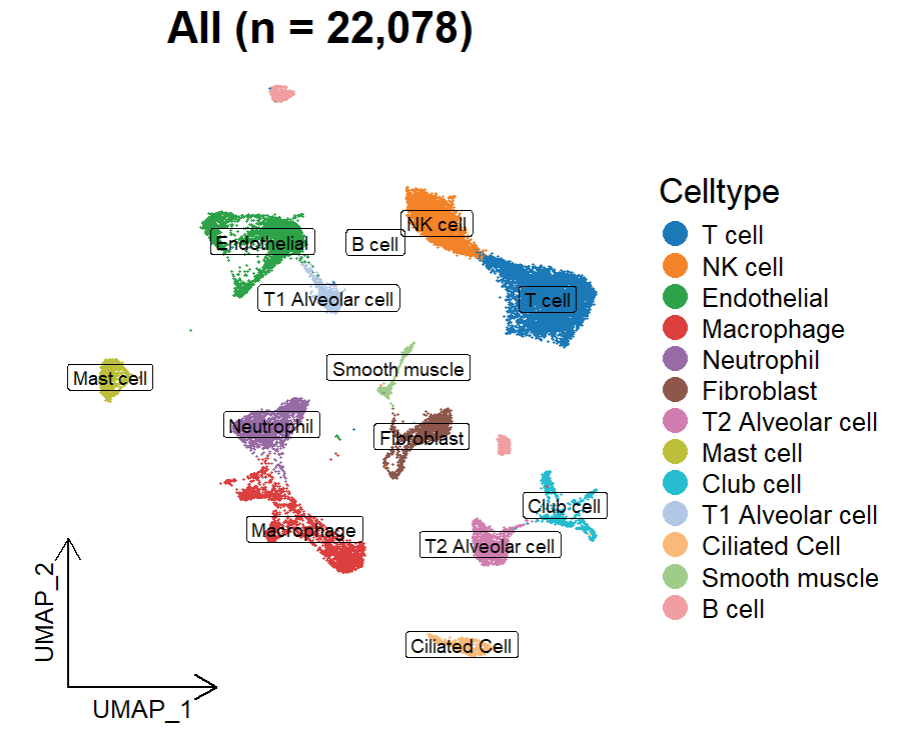 All (n = 22,078)
NK cell
Endothelial
B cell
T1 Alveolar cell
T cell
Smooth muscle
Mast cell
Neutrophil
Fibroblast
Club cell
Macrophage
T2 Alveolar cell
Ciliated Cell
UMAP_2
UMAP_1
Celltype
T cell
NK cell
Endothelial
Macrophage
Neutrophil
Fibroblast
T2 Alveolar cell
Mast cell
Club cell
T1 Alveolar cell
Ciliated Cell
Smooth muscle
B cell